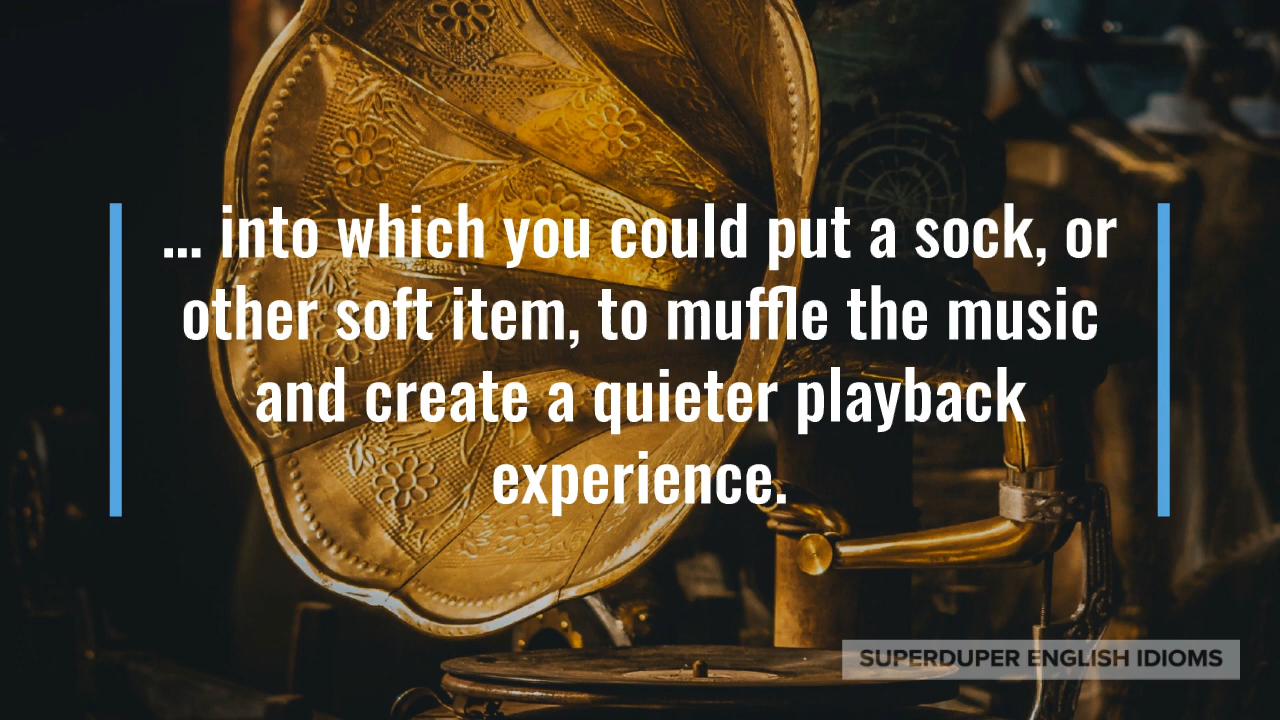 ... into which you could put a sock, or
other soft item, to muffle the music
and create a quieter playback
experience.
SUPERDUPER ENGLISH IDIOMS